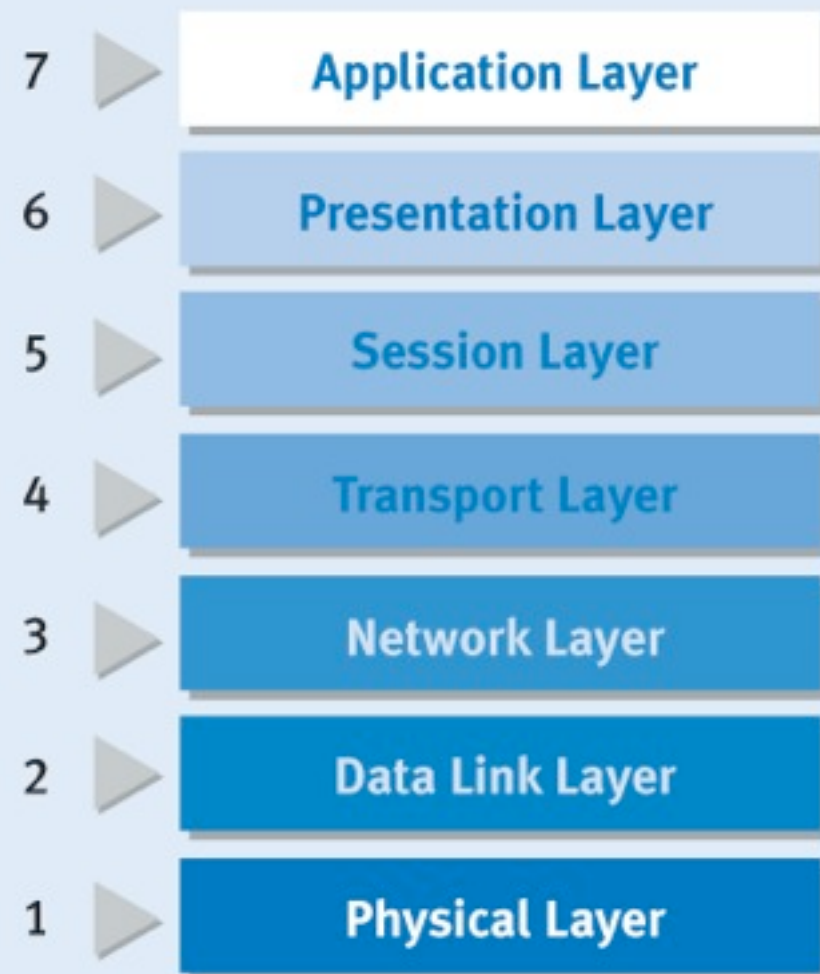 7 Application Layer
6 Presentation Layer
5 Session Layer
4 Transport Layer
3 Network Layer
2 Data Link Layer
1 Physical Layer